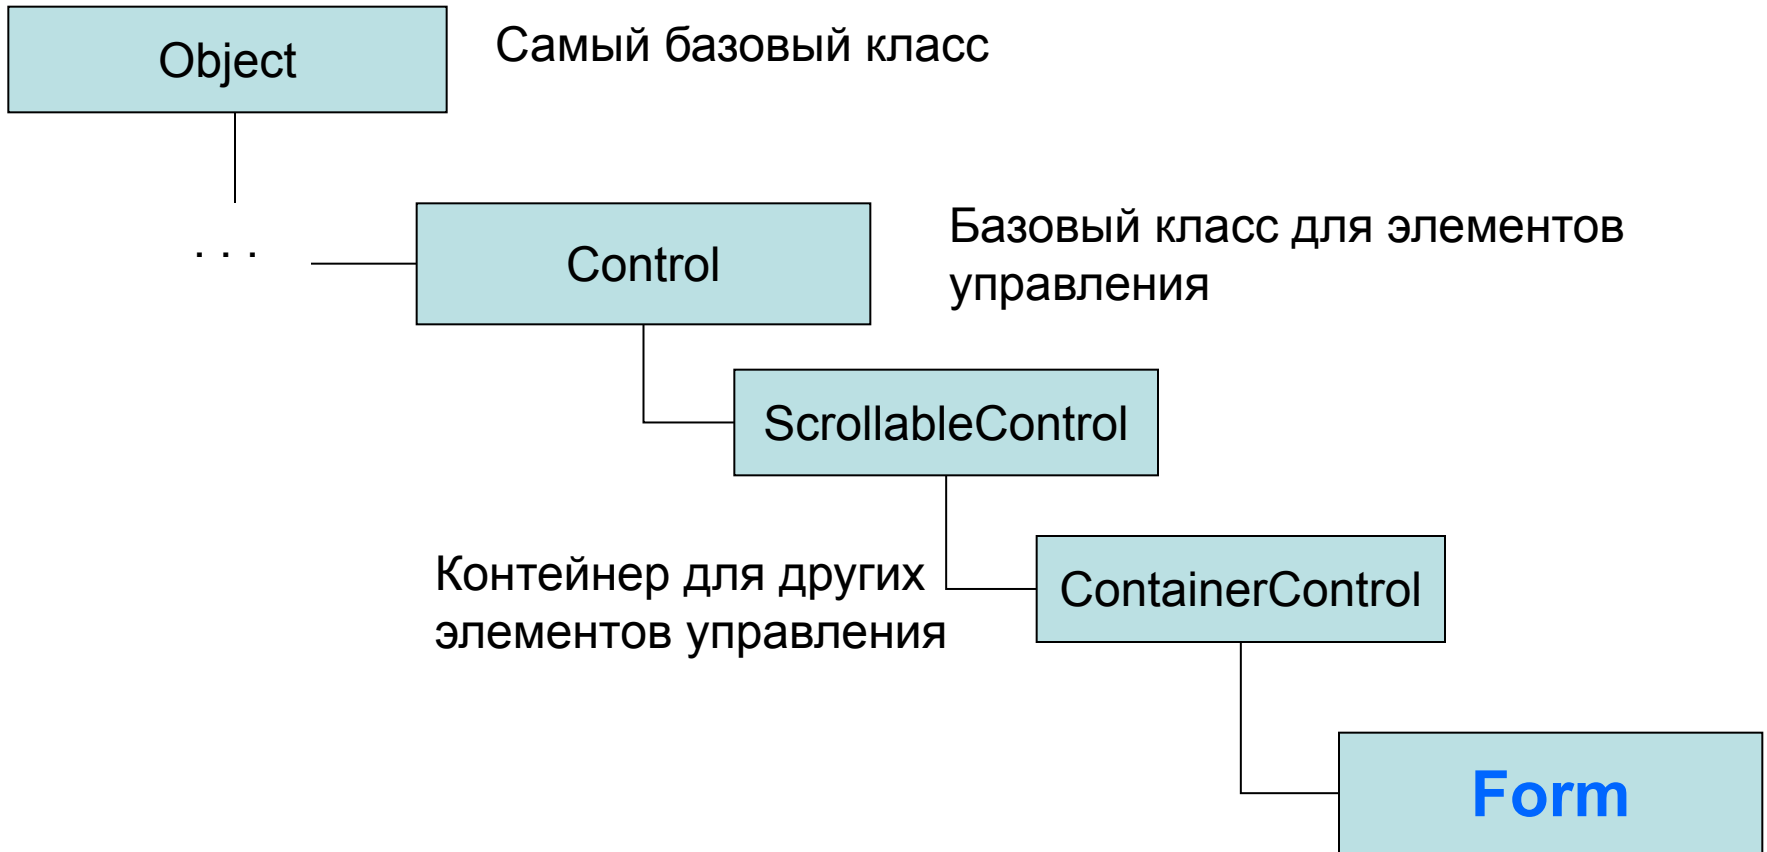 Object
Самый базовый класс
. . .
Control
Базовый класс для элементов
управления
ScrollableControl
Контейнер для других
элементов управления
ContainerControl
Form